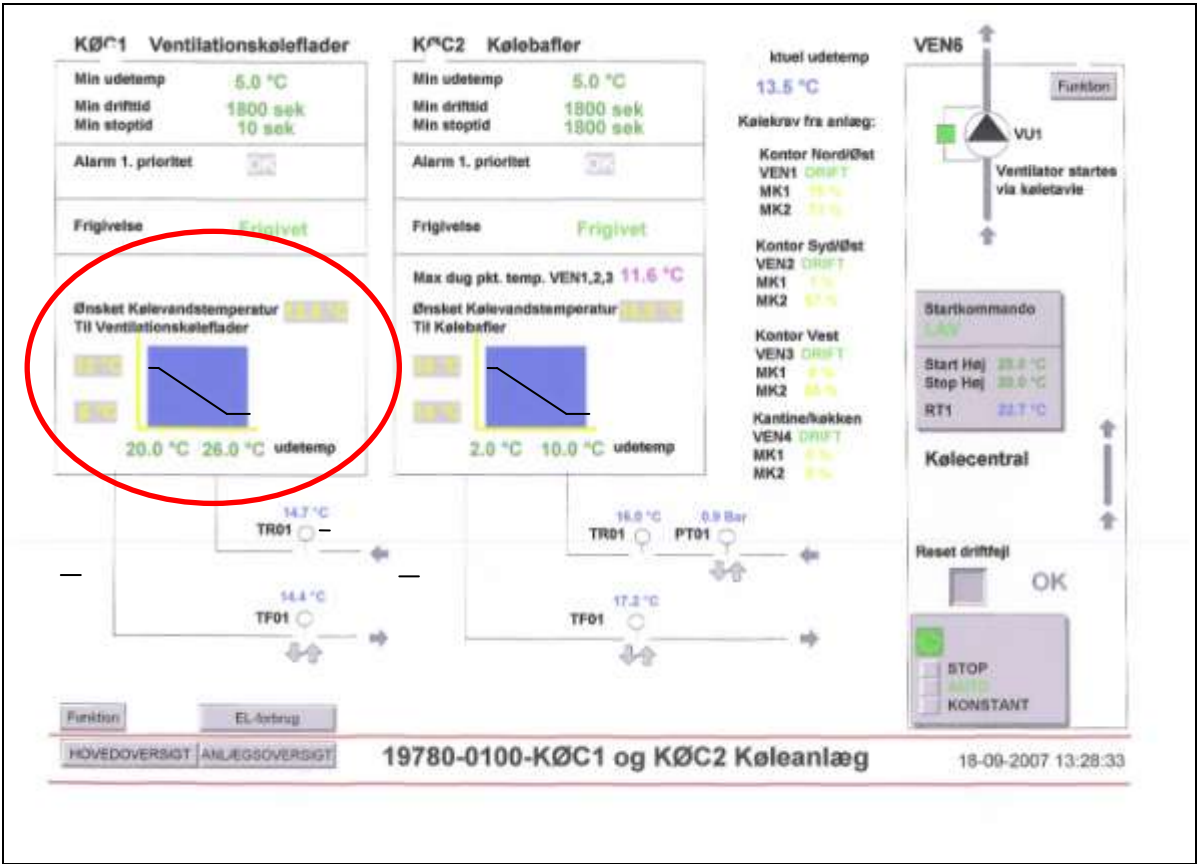 KØC1 Ventilationskøleflader
Min udetemp 5.0 °C
Min drifttid 1800 sek
Min stoptid 10 sek
Alarm 1. prioritet
Frigivelse Frigivet
Ønsket Kølevandstemperatur
Til Ventilationskøleflader
20.0 °C 26.0 °C udetemp
14.7 °C
TR01
14.4 °C
TF01
KØC2 Kølebafler
Min udetemp 5.0 °C
Min drifttid 1800 sek
Min stoptid 1800 sek
Alarm 1. prioritet
Frigivelse Frigivet
Max dug pkt. temp. VEN1,2,3 11.6 °C
Ønsket Kølevandstemperatur
Til Kølebafler
2.0 °C 10.0 °C udetemp
16.0 °C 0.9 Bar
TR01 PT01
17.2 °C
TF01
ktuel udetemp
13.5 °C
Kølekrav fra anlæg:
Kontor Nord/Øst
VEN1 DRIFT
MK1
MK2
Kontor Syd/Øst
VEN2 DRIFT
MK1
MK2
Kontor Vest
VEN3 DRIFT
MK1
MK2
Kantine/køkken
VEN4 DRIFT
MK1
MK2
VEN6
Funktion
VU1
Ventilator startes
via køletavle
Startkommando
LAV
Start Høj
Stop Høj
RT1 22.7 °C
Kølecentral
Reset driftfejl
OK
STOP
AUTO
KONSTANT
Funktion EL-forbrug
HOVEDOVERSIGT ANLÆGSOVERSIGT 19780-0100-KØC1 og KØC2 Køleanlæg 18-09-2007 13:28:33